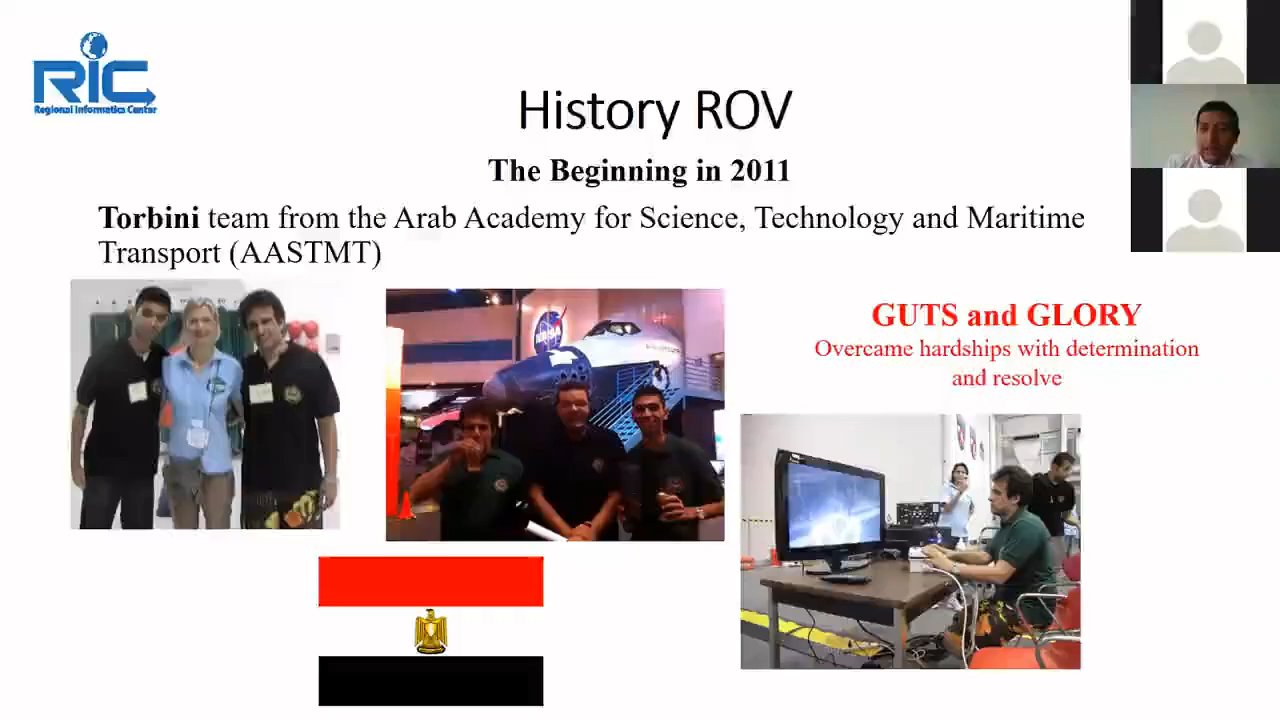 RIC
Regional Informatics Center
History ROV
The Beginning in 2011
Torbini team from the Arab Academy for Science, Technology and Maritime
Transport (AASTMT)
GUTS and GLORY
Overcame hardships with determination
and resolve
NASA